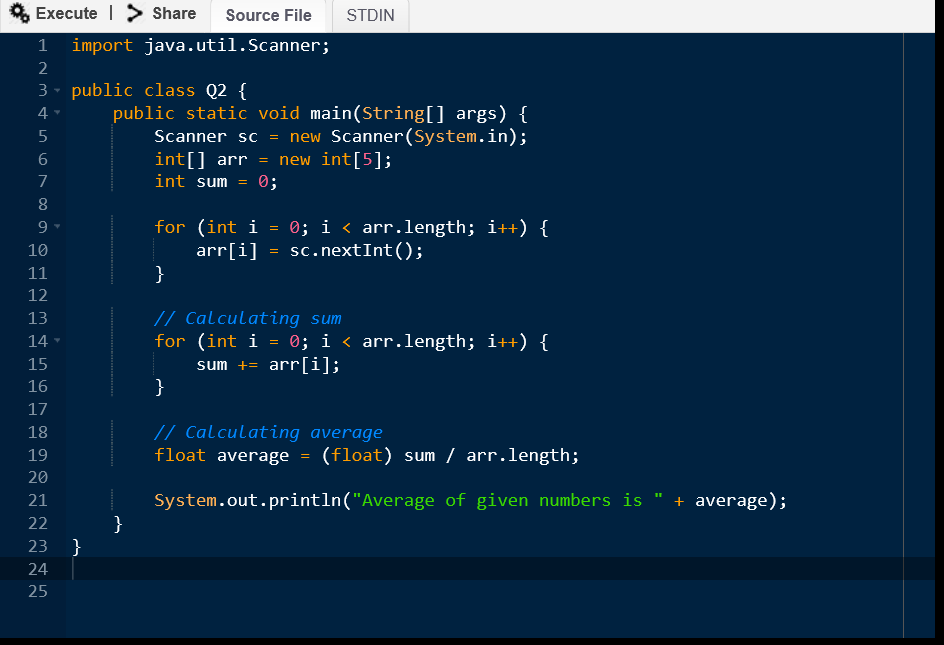 Execute | Share Source File STDIN
1 import java.util.Scanner;
2
3 public class Q2 {
4     public static void main(String[] args) {
5         Scanner sc = new Scanner(System.in);
6         int[] arr = new int[5];
7         int sum = 0;
8
9         for (int i = 0; i < arr.length; i++) {
10             arr[i] = sc.nextInt();
11         }
12
13         // Calculating sum
14         for (int i = 0; i < arr.length; i++) {
15             sum += arr[i];
16         }
17
18         // Calculating average
19         float average = (float) sum / arr.length;
20
21         System.out.println("Average of given numbers is " + average);
22     }
23 }
24
25